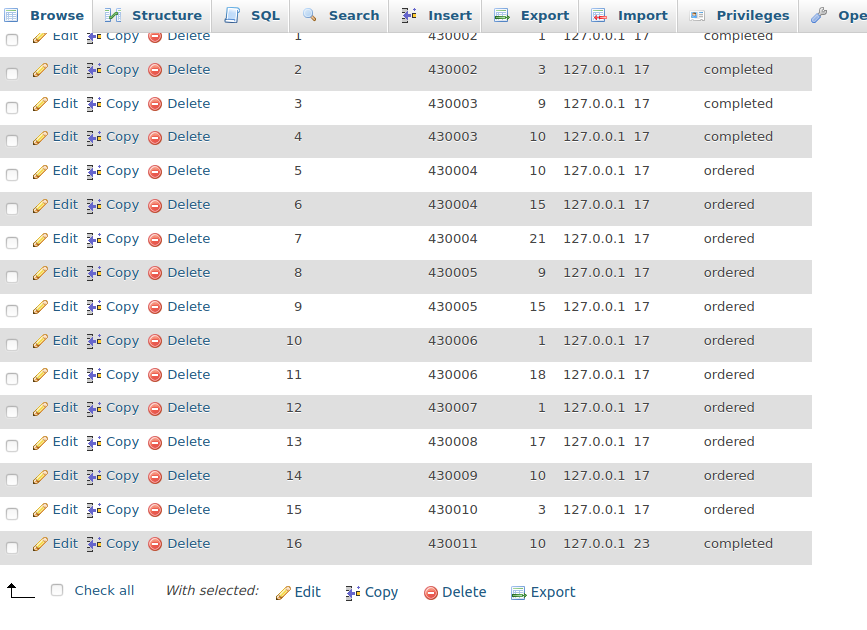 Browse Structure SQL Search Insert Export Import Privileges Ope
Edit Copy Delete 1 430002 1 127.0.0.1 17 completed
Edit Copy Delete 2 430002 3 127.0.0.1 17 completed
Edit Copy Delete 3 430003 9 127.0.0.1 17 completed
Edit Copy Delete 4 430003 10 127.0.0.1 17 completed
Edit Copy Delete 5 430004 10 127.0.0.1 17 ordered
Edit Copy Delete 6 430004 15 127.0.0.1 17 ordered
Edit Copy Delete 7 430004 21 127.0.0.1 17 ordered
Edit Copy Delete 8 430005 9 127.0.0.1 17 ordered
Edit Copy Delete 9 430005 15 127.0.0.1 17 ordered
Edit Copy Delete 10 430006 1 127.0.0.1 17 ordered
Edit Copy Delete 11 430006 18 127.0.0.1 17 ordered
Edit Copy Delete 12 430007 1 127.0.0.1 17 ordered
Edit Copy Delete 13 430008 17 127.0.0.1 17 ordered
Edit Copy Delete 14 430009 10 127.0.0.1 17 ordered
Edit Copy Delete 15 430010 3 127.0.0.1 17 ordered
Edit Copy Delete 16 430011 10 127.0.0.1 23 completed
Check all With selected: Edit Copy Delete Export